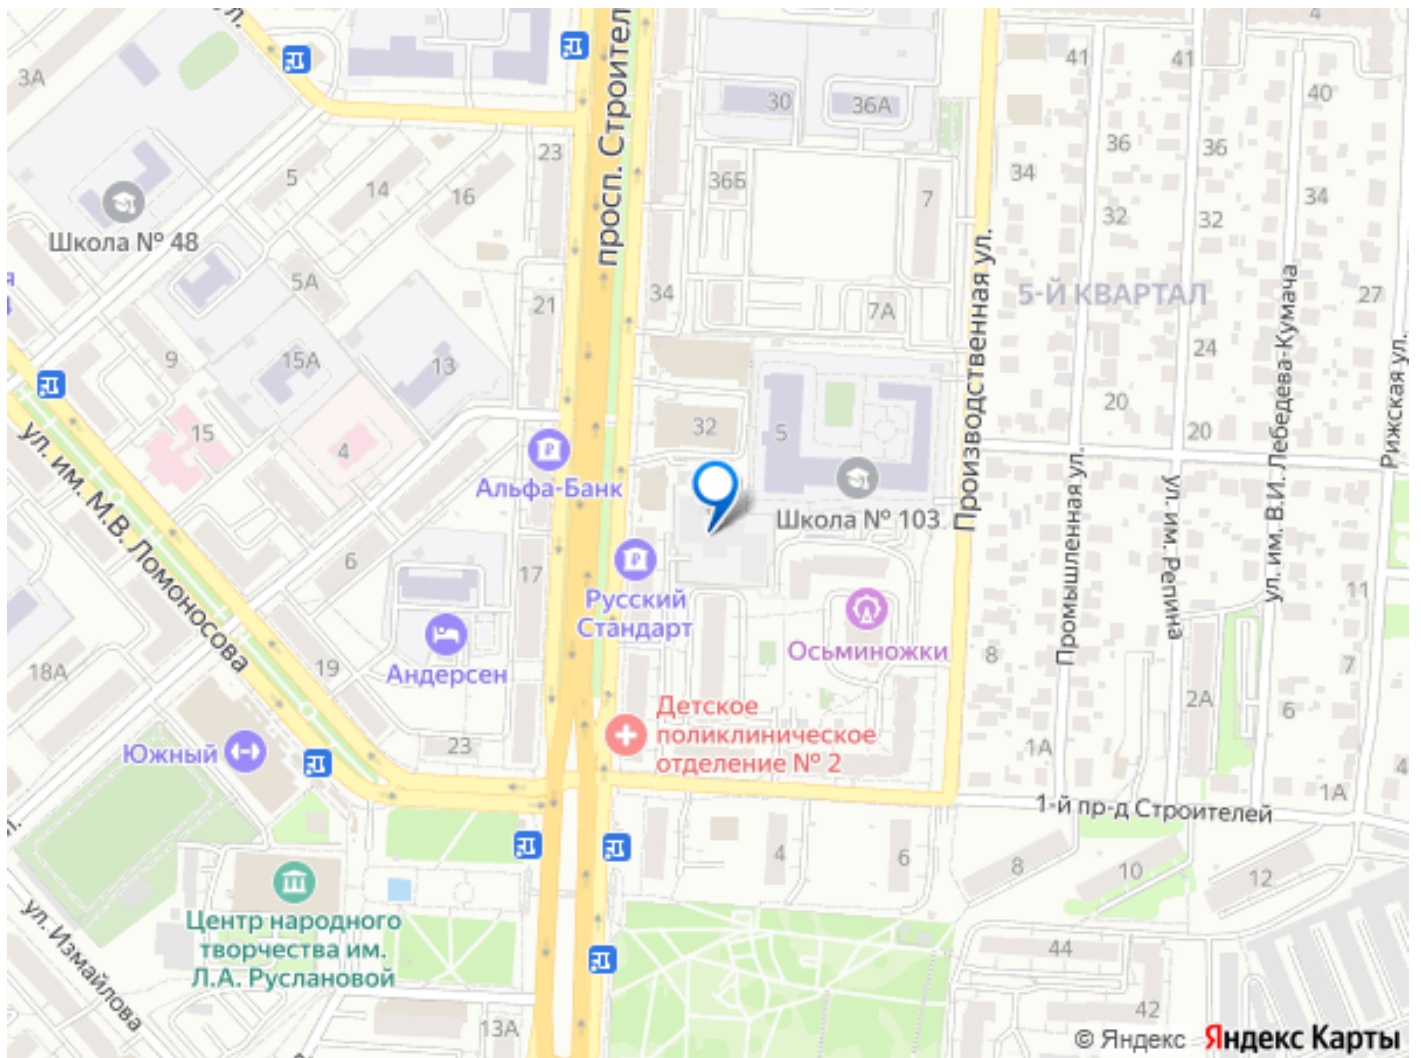 ул.
просп. Строител
4
3А
41
41
30
36А
40
23
36
36
5
14
16
34
36Б
7
34
32
32
Школа № 48
я
5А
34
5-Й КВАРТАЛ
27
21
7А
9
15А
13
24
20
15
4
32
5
20
Альфа-Банк
Школа № 103
Производственная ул.
Промышленная ул.
ул. им. Репина
ул. им. В.И. Лебедева-Кумача
Рижская ул.
ул. им. М.В. Ломоносова
6
17
11
Русский
Стандарт
Осьминожки
8
7
18А
19
Андерсен
2А
6
Детское
поликлиническое
отделение № 2
Южный
23
1А
1А
4
1-й пр-д Строителей
4
6
8
10
12
Центр народного
творчества им.
Л.А. Руслановой
ул. Измайлова
44
42
13А
© Яндекс Яндекс Карты